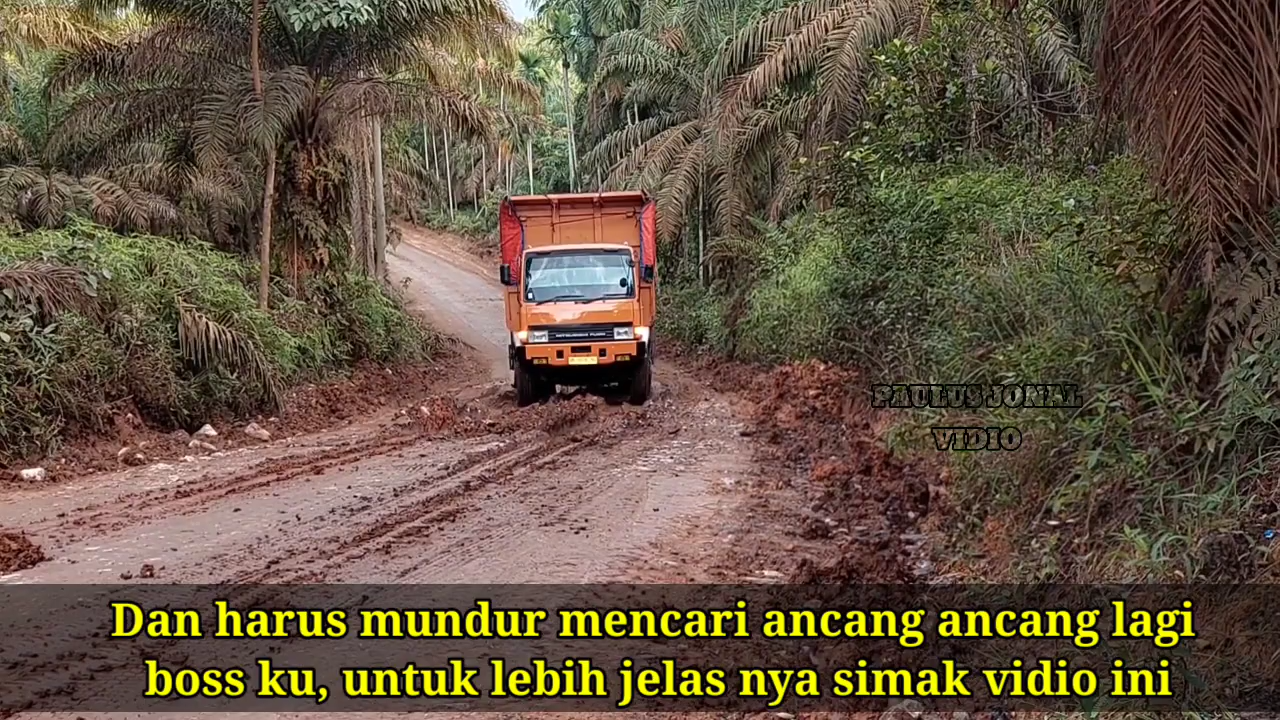 PAULUS JONAL
VIDIO
Dan harus mundur mencari ancang ancang lagi
boss ku, untuk lebih jelas nya simak vidio ini